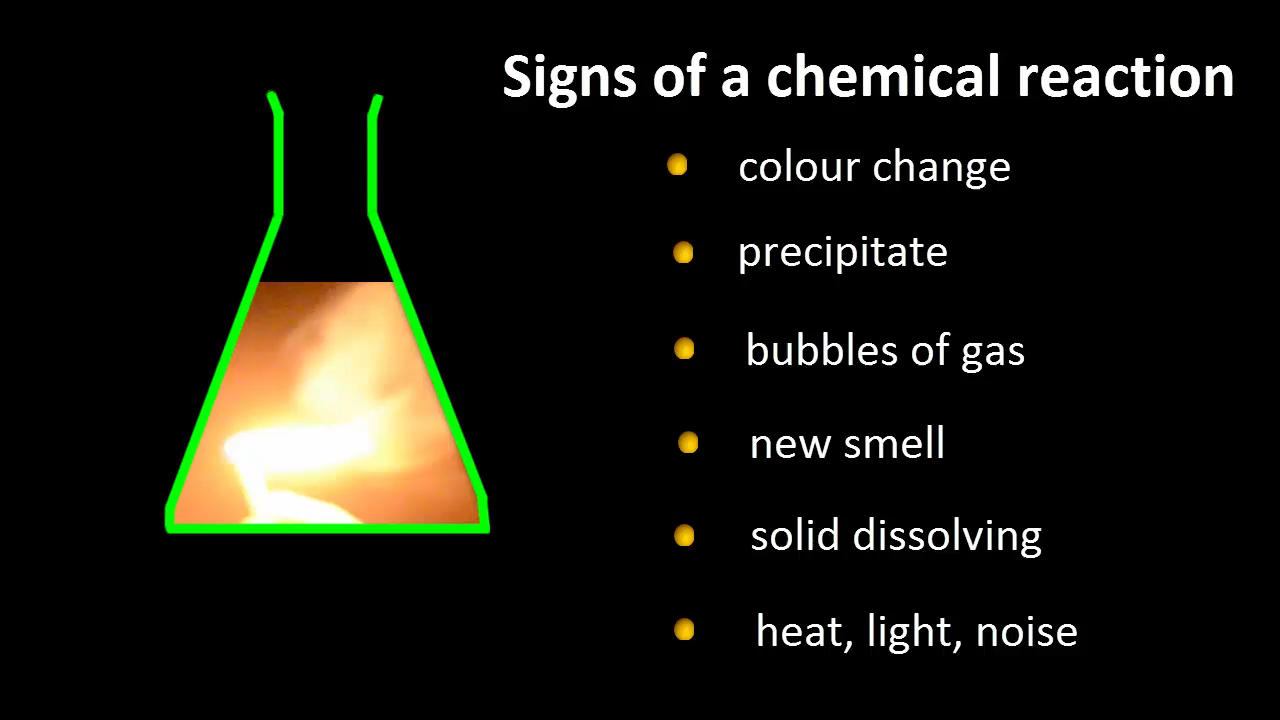 Signs of a chemical reaction
colour change
precipitate
bubbles of gas
new smell
solid dissolving
heat, light, noise